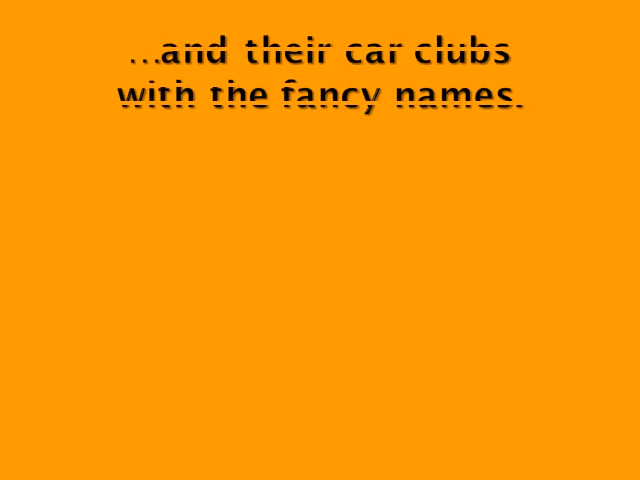 …and their car clubs
with the fancy names.